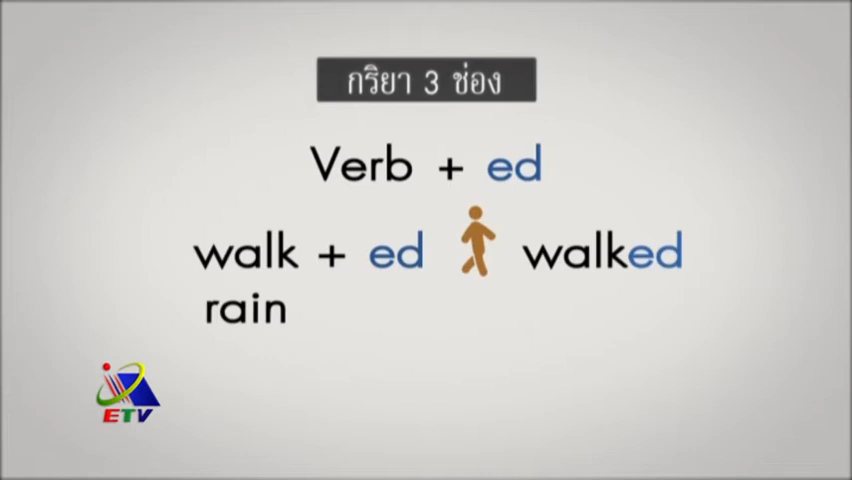 กริยา 3 ช่อง
Verb + ed
walk + ed walked
rain
ETV